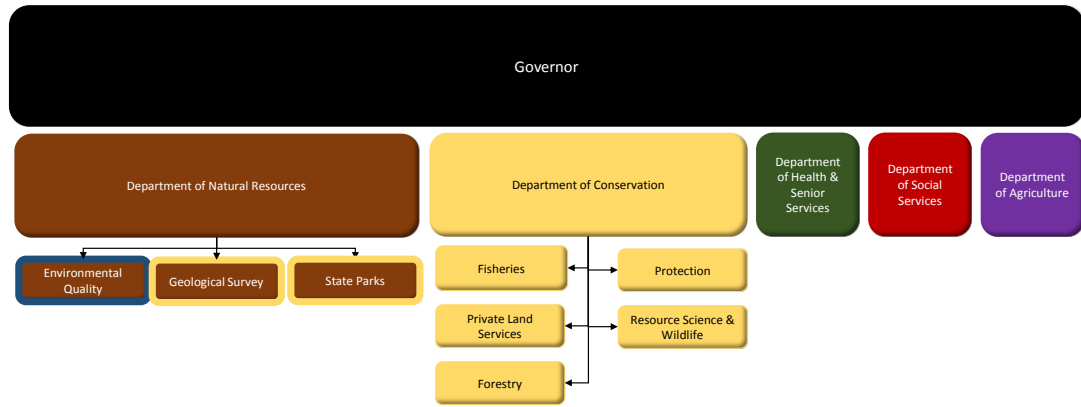 Governor
Department of Natural Resources
Department of Conservation
Department
of Health &
Senior
Services
Department
of Social
Services
Department
of Agriculture
Environmental
Quality
Geological Survey
State Parks
Fisheries
Protection
Private Land
Services
Resource Science &
Wildlife
Forestry